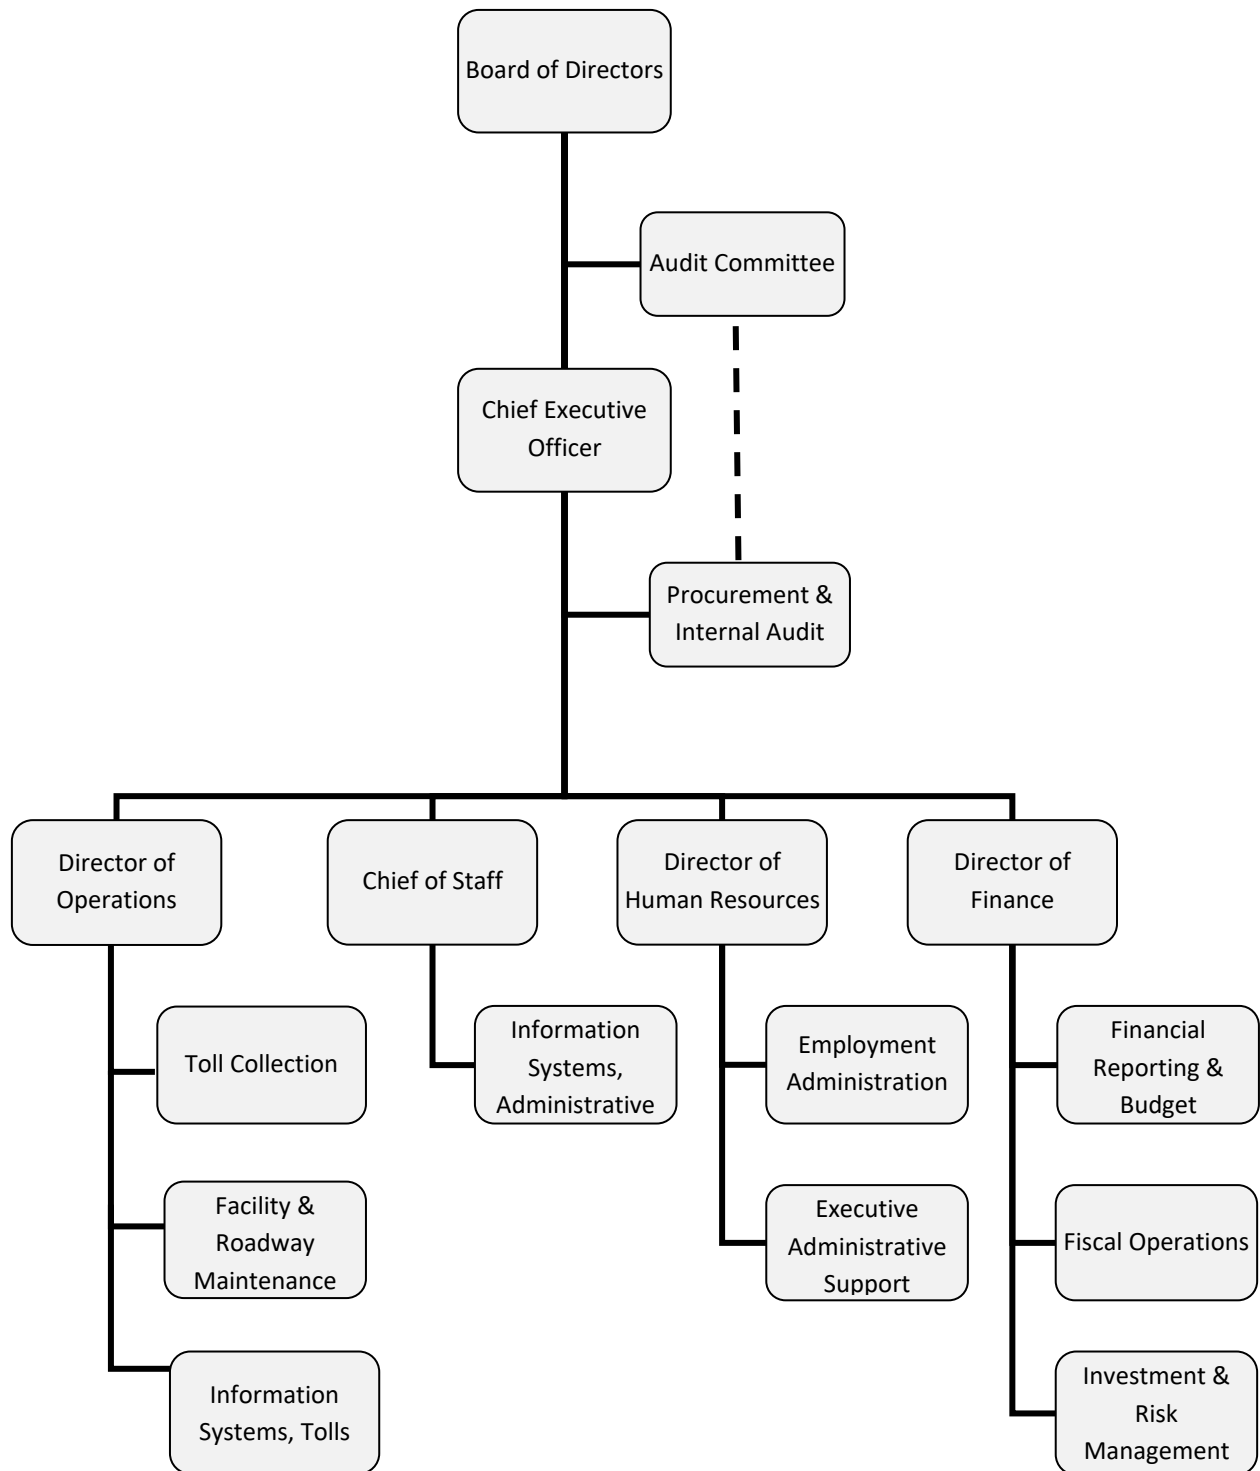 Board of Directors
Audit Committee
Chief Executive
Officer
Procurement &
Internal Audit
Director of
Operations
Chief of Staff
Director of
Human Resources
Director of
Finance
Toll Collection
Information
Systems,
Administrative
Employment
Administration
Financial
Reporting &
Budget
Facility &
Roadway
Maintenance
Executive
Administrative
Support
Fiscal Operations
Information
Systems, Tolls
Investment &
Risk
Management